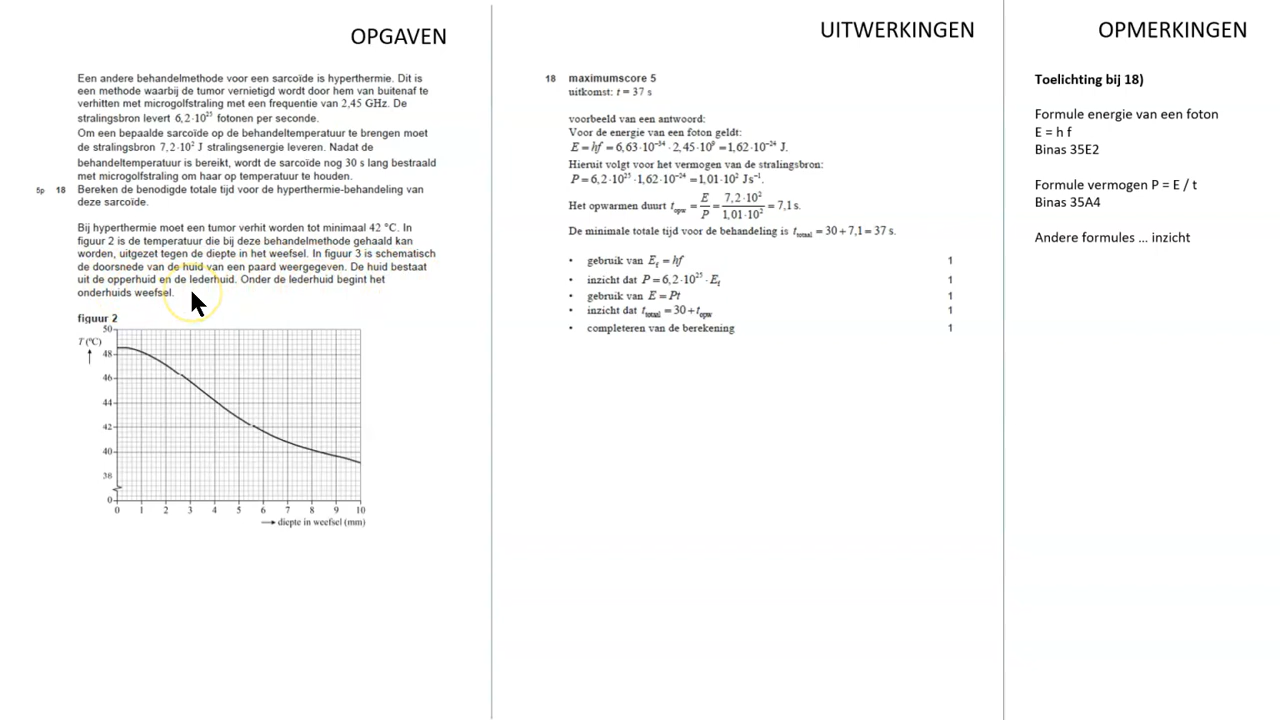 OPGAVEN
Een andere behandelmethode voor een sarcoïde is hyperthermie. Dit is
een methode waarbij de tumor vernietigd wordt door hem van buitenaf te
verhitten met microgolfstraling met een frequentie van 2,45 GHz. De
stralingsbron levert 6,2·10²⁵ fotonen per seconde.
Om een bepaalde sarcoïde op de behandeltemperatuur te brengen moet
de stralingsbron 7,2·10² J stralingsenergie leveren. Nadat de
behandeltemperatuur is bereikt, wordt de sarcoïde nog 30 s lang bestraald
met microgolfstraling om haar op temperatuur te houden.
5p 18 Bereken de benodigde totale tijd voor de hyperthermie-behandeling van
deze sarcoïde.
Bij hyperthermie moet een tumor verhit worden tot minimaal 42 °C. In
figuur 2 is de temperatuur die bij deze behandelmethode gehaald kan
worden, uitgezet tegen de diepte in het weefsel. In figuur 3 is schematisch
de doorsnede van de huid van een paard weergegeven. De huid bestaat
uit de opperhuid en de lederhuid. Onder de lederhuid begint het
onderhuids weefsel.
figuur 2
T (°C)
50
48
46
44
42
40
38
0
0 1 2 3 4 5 6 7 8 9 10
diepte in weefsel (mm)
UITWERKINGEN
18 maximumscore 5
uitkomst: t = 37 s
voorbeeld van een antwoord:
Voor de energie van een foton geldt:
E = hf = 6,63·10⁻³⁴ · 2,45·10⁹ = 1,62·10⁻²⁴ J.
Hieruit volgt voor het vermogen van de stralingsbron:
P = 6,2·10²⁵ · 1,62·10⁻²⁴ = 1,01·10² Js⁻¹.
Het opwarmen duurt t_opw = E/P = 7,2·10²/1,01·10² = 7,1 s.
De minimale totale tijd voor de behandeling is t_totaal = 30 + 7,1 = 37 s.
• gebruik van E_f = hf 1
• inzicht dat P = 6,2·10²⁵ · E_f 1
• gebruik van E = Pt 1
• inzicht dat t_totaal = 30 + t_opw 1
• completeren van de berekening 1
OPMERKINGEN
Toelichting bij 18)
Formule energie van een foton
E = h f
Binas 35E2
Formule vermogen P = E / t
Binas 35A4
Andere formules ... inzicht